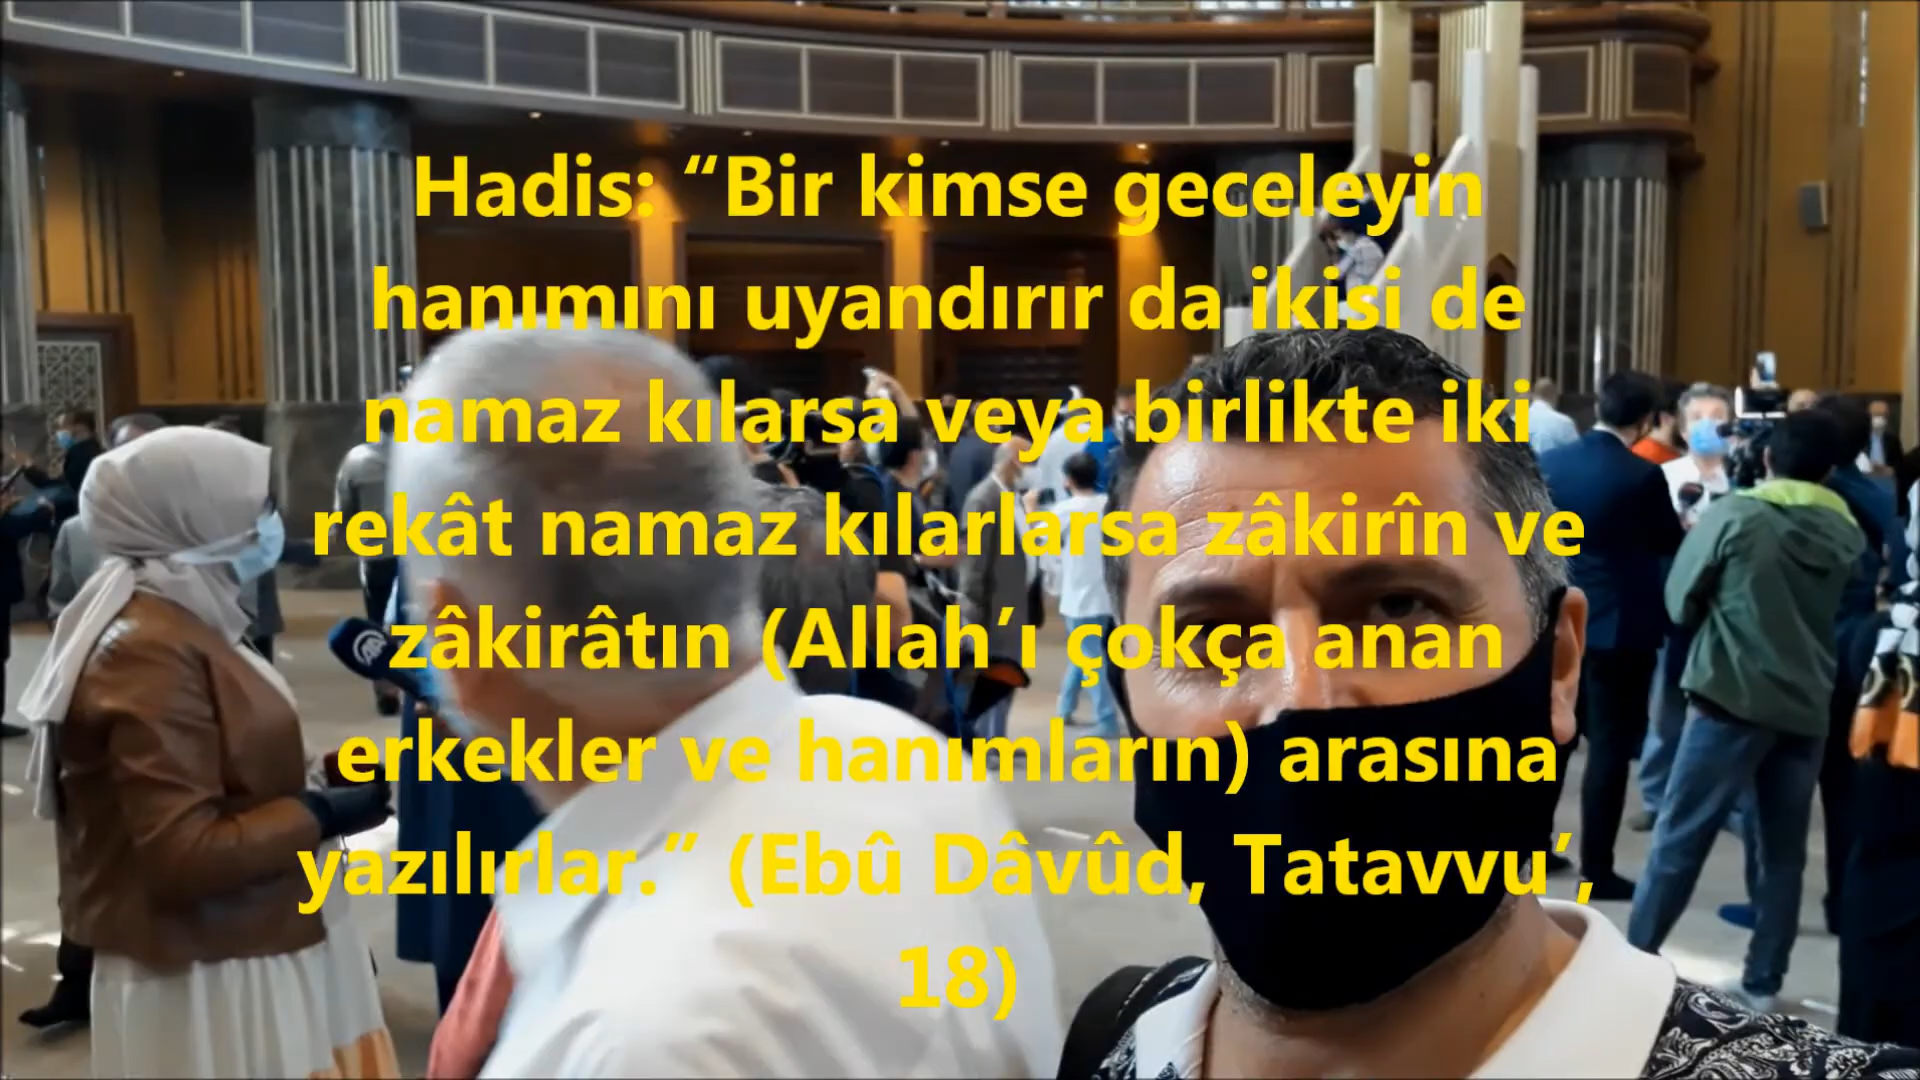 Hadis: “Bir kimse geceleyin
hanımını uyandırır da ikisi de
namaz kılarsa veya birlikte iki
rekât namaz kılarlarsa zâkirîn ve
zâkirâtın (Allah’ı çokça anan
erkekler ve hanımların) arasına
yazılırlar.” (Ebû Dâvûd, Tatavvu’,
18)
AA